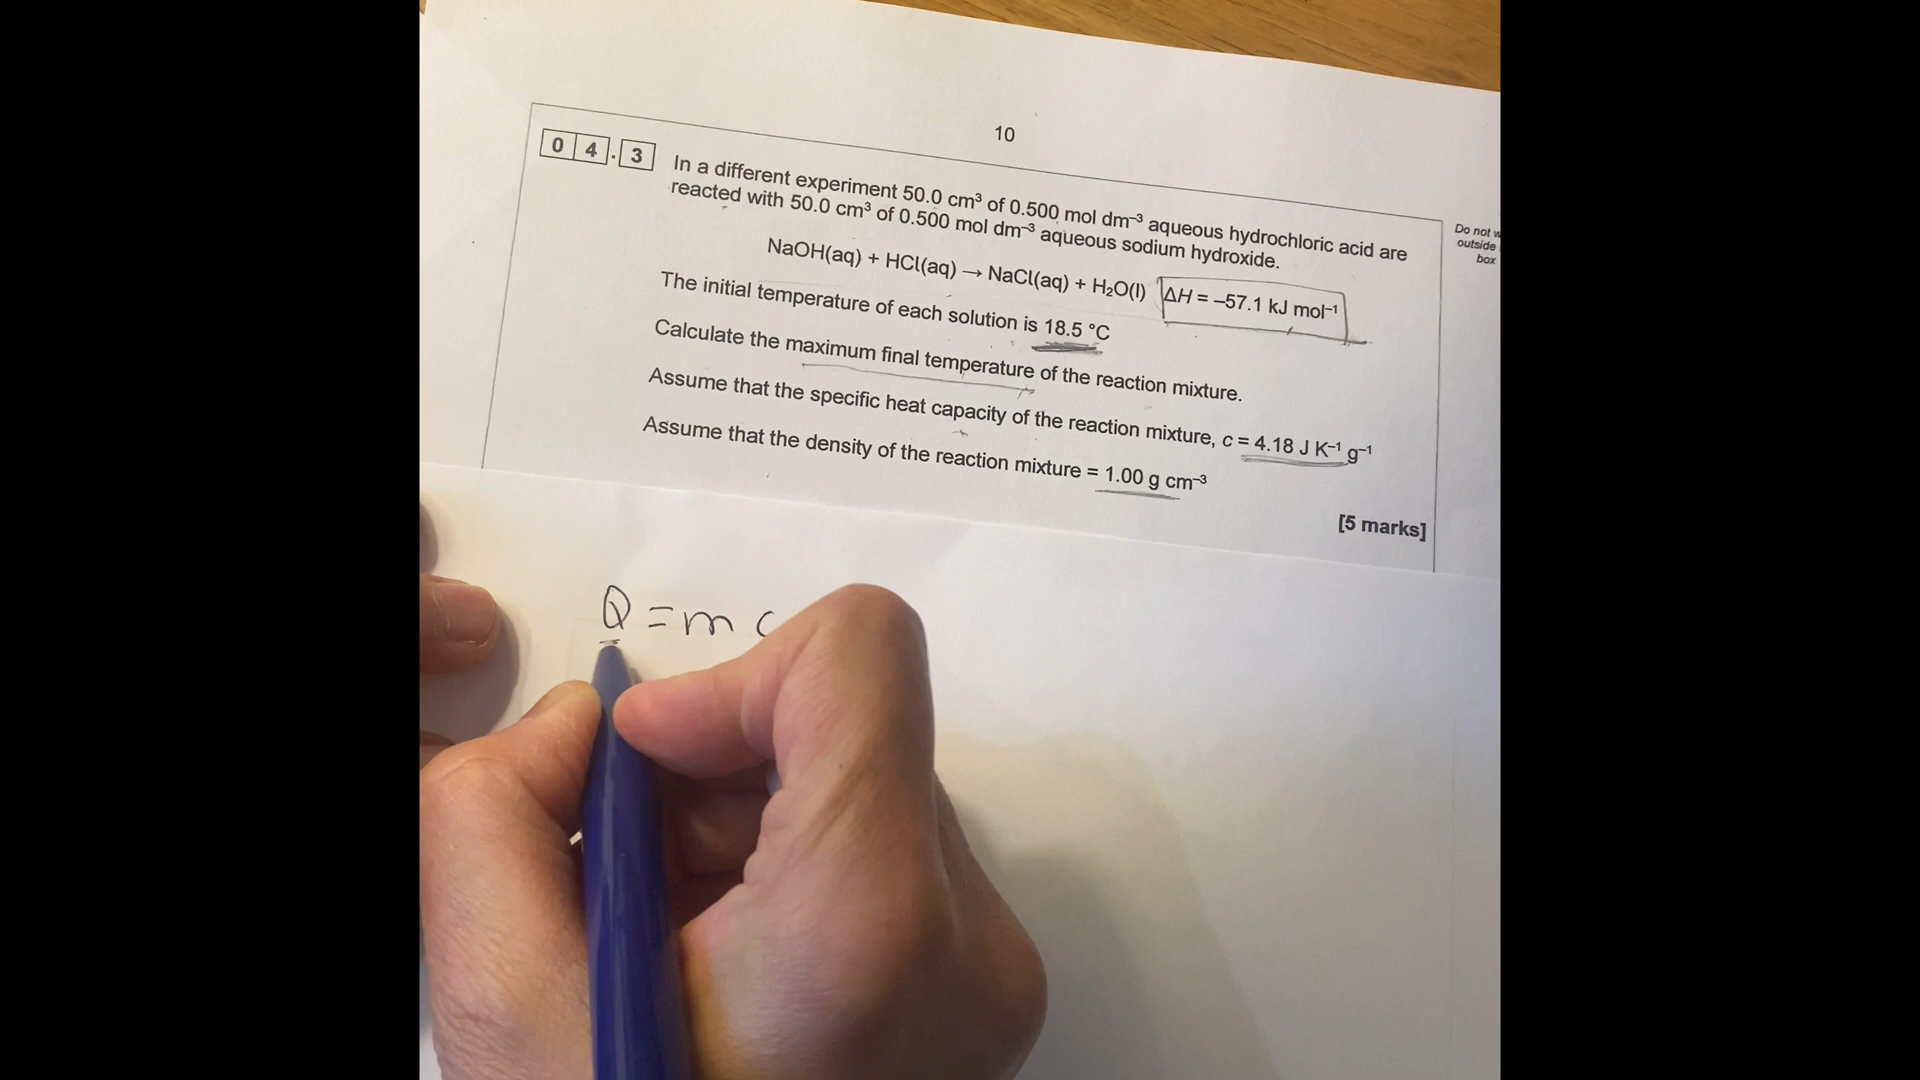 10
04.3 In a different experiment 50.0 cm³ of 0.500 mol dm⁻³ aqueous hydrochloric acid are
reacted with 50.0 cm³ of 0.500 mol dm⁻³ aqueous sodium hydroxide.
NaOH(aq) + HCl(aq) → NaCl(aq) + H₂O(l) ΔH = –57.1 kJ mol⁻¹
The initial temperature of each solution is 18.5 °C
Calculate the maximum final temperature of the reaction mixture.
Assume that the specific heat capacity of the reaction mixture, c = 4.18 J K⁻¹ g⁻¹
Assume that the density of the reaction mixture = 1.00 g cm⁻³
[5 marks]
Do not
outside
box
Q = m c